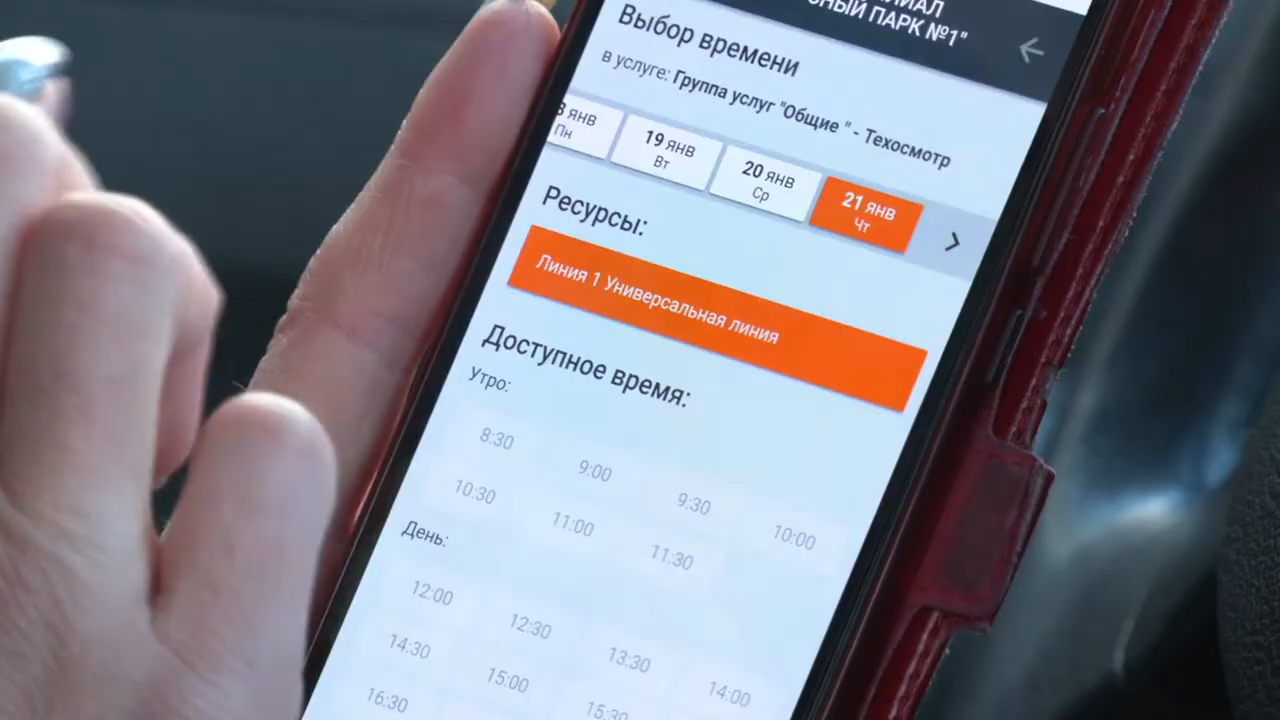 ПАРК №1"
Выбор времени
в услуге: Группа услуг "Общие " - Техосмотр
ЯНВ 19 ЯНВ 20 ЯНВ 21 ЯНВ
Пн Вт Ср Чт
Ресурсы:
Линия 1 Универсальная линия
Доступное время:
Утро:
8:30 9:00 9:30 10:00
10:30 11:00 11:30
День:
12:00 12:30 13:30 14:00
14:30 15:00 15:30
16:30